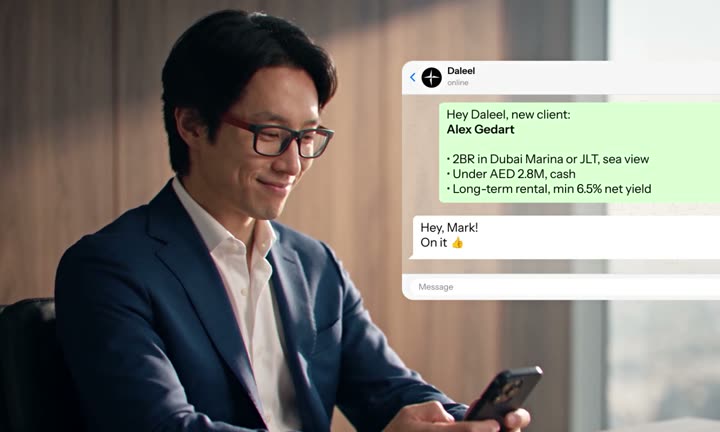 Daleel
online
Hey Daleel, new client:
Alex Gedart
• 2BR in Dubai Marina or JLT, sea view
• Under AED 2.8M, cash
• Long-term rental, min 6.5% net yield
Hey, Mark!
On it 👍
Message